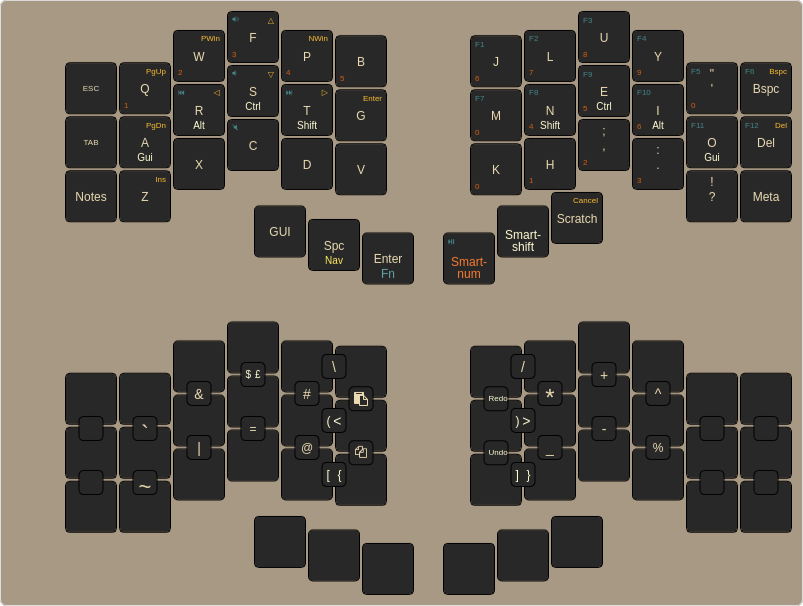 F
3
PWin
W
2
NWin
P
4
B
5
ESC
PgUp
Q
1
R
Alt
S
Ctrl
T
Shift
Enter
G
TAB
PgDn
A
Gui
X
C
D
V
Notes
Ins
Z
GUI
Spc
Nav
Enter
Fn
F1
J
6
F2
L
7
F3
U
8
F4
Y
9
F5
"
'
0
F6
Bspc
Bspc
F7
M
0
F8
N
Shift
4
F9
E
Ctrl
5
F10
I
Alt
6
F11
O
Gui
F12
Del
Del
K
0
H
1
;
,
2
:
.
3
!
?
Meta
Smart-
num
Smart-
shift
Cancel
Scratch
`
~
&
|
$ £
=
#
@
\
( <
[ {
/
) >
] }
Redo
Undo
*
_
+
-
^
%